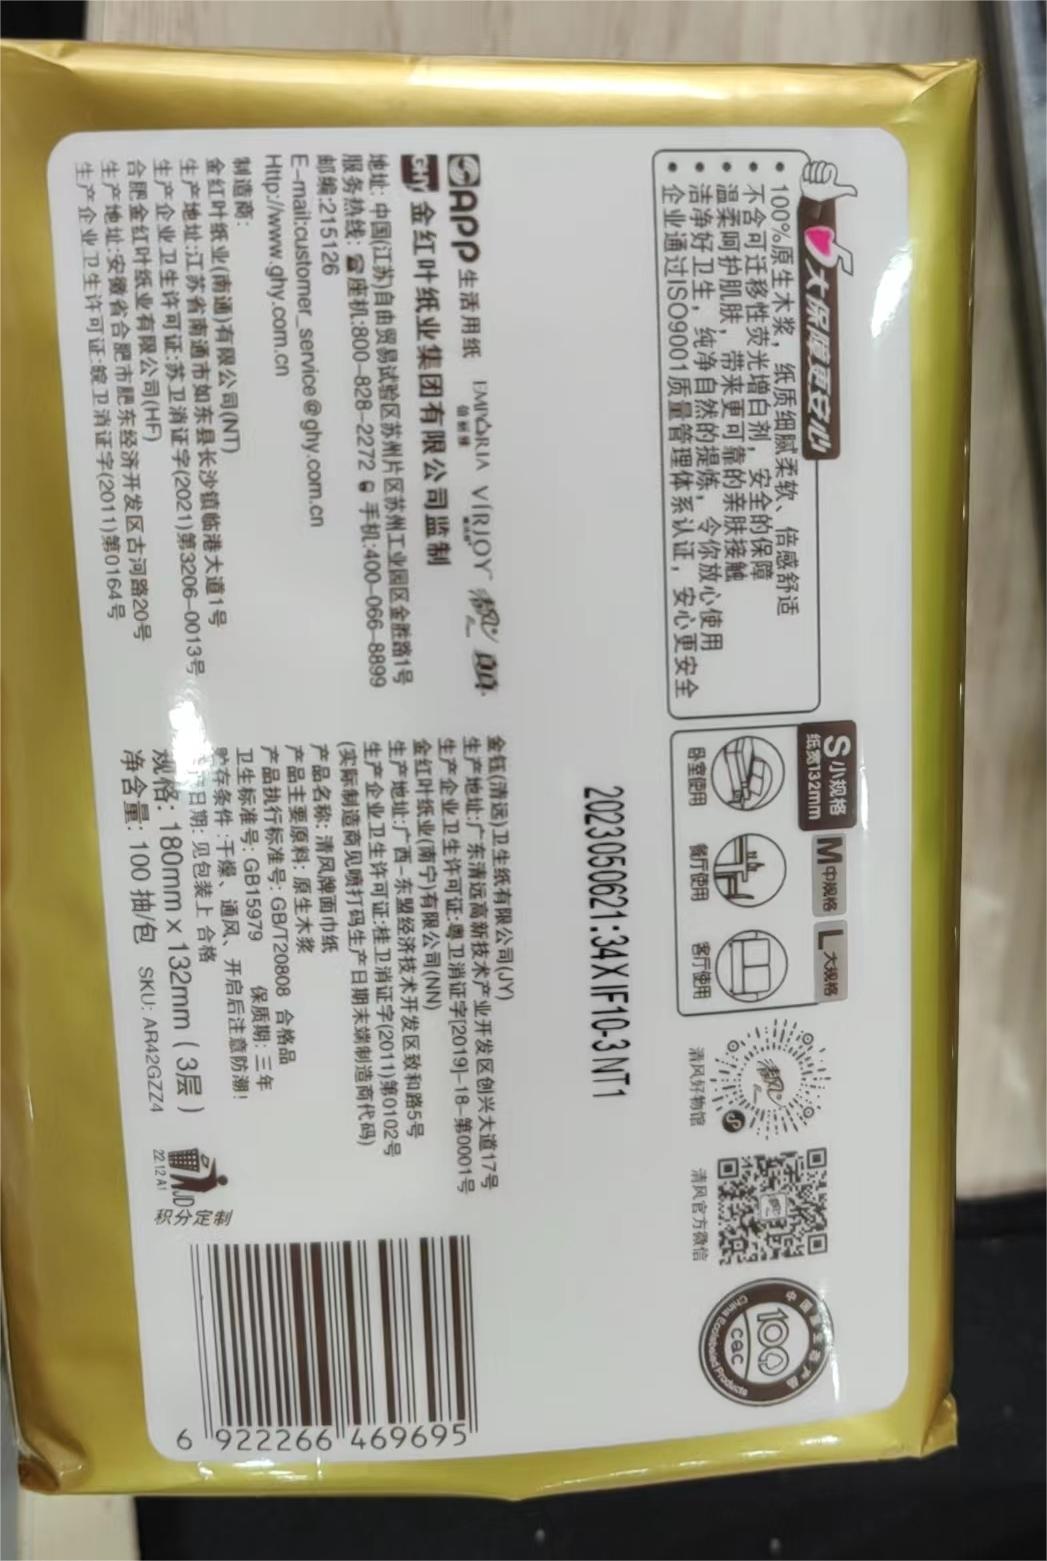 大保障更安心
• 100%原生木浆，纸质细腻柔软、倍感舒适
• 不含可迁移性荧光增白剂，安全的保障
• 温柔呵护肌肤，带来更可靠的亲肤接触
• 洁净好卫生，纯净自然的提炼，令你放心使用
• 企业通过ISO9001质量管理体系认证，安心更安全
S小规格
纸宽132mm
M中规格
L大规格
卧室使用
餐厅使用
客厅使用
清风好物馆
清风官方微信
100
CQC
China Ecodesigned Products
2023050621:34XIF10-3NT1
APP 生活用纸 EMPORIA VIRJOY 清风 真真
GHY 金红叶纸业集团有限公司监制
地址: 中国(江苏)自由贸易试验区苏州片区苏州工业园区金胜路1号
服务热线: 座机:800-828-2272 手机:400-066-8899
邮编:215126
E-mail:customer_service@ghy.com.cn
Http://www.ghy.com.cn
制造商:
金红叶纸业(南通)有限公司(NT)
生产地址:江苏省南通市如东县长沙镇临港大道1号
生产企业卫生许可证:苏卫消证字(2021)第3206-0013号
合肥金红叶纸业有限公司(HF)
生产地址:安徽省合肥市肥东经济开发区古河路20号
生产企业卫生许可证:皖卫消证字(2011)第0164号
金钰(清远)卫生纸有限公司(JY)
生产地址:广东清远高新技术产业开发区创兴大道17号
生产企业卫生许可证:粤卫消证字[2019]-18-第0001号
金红叶纸业(南宁)有限公司(NN)
生产地址:广西-东盟经济技术开发区致和路5号
生产企业卫生许可证:桂卫消证字(2011)第0102号
(实际制造商见喷打码生产日期末端制造商代码)
产品名称: 清风牌面巾纸
产品主要原料: 原生木浆
产品执行标准号: GB/T20808 合格品
卫生标准号: GB15979 保质期: 三年
贮存条件: 干燥、通风、开启后注意防潮!
生产日期: 见包装上 合格
规格: 180mm x 132mm ( 3层 )
净含量: 100 抽/包 SKU: AR42GZZ4
22.12 A1
JD
积分定制
6 922266 469695